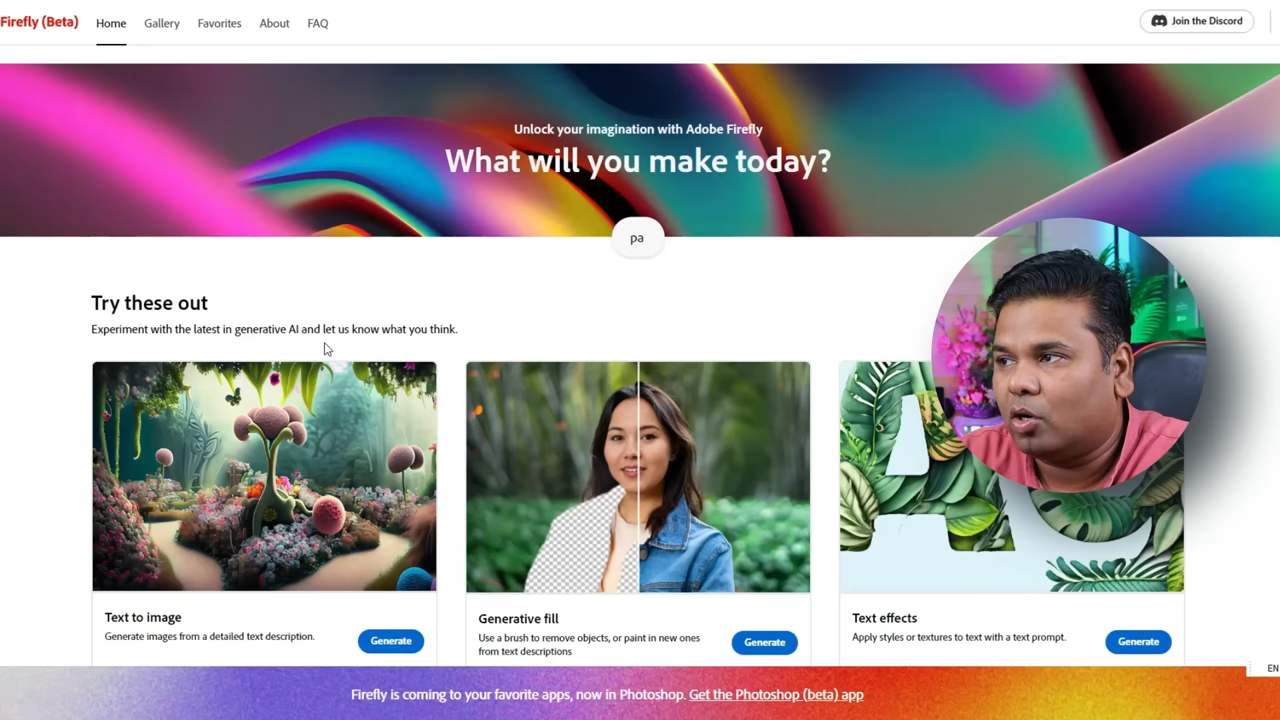 Firefly (Beta)
Home
Gallery
Favorites
About
FAQ
Join the Discord
Unlock your imagination with Adobe Firefly
What will you make today?
pa
Try these out
Experiment with the latest in generative AI and let us know what you think.
Text to image
Generate images from a detailed text description.
Generate
Generative fill
Use a brush to remove objects, or paint in new ones
from text descriptions
Generate
Text effects
Apply styles or textures to text with a text prompt.
Generate
EN
Firefly is coming to your favorite apps, now in Photoshop. Get the Photoshop (beta) app